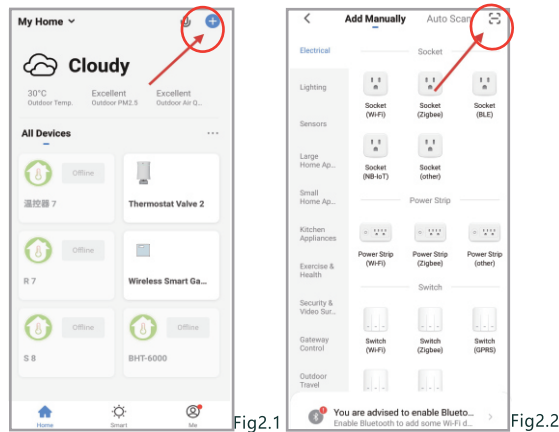 My Home
Cloudy
30°C Excellent Excellent
Outdoor Temp. Outdoor PM2.5 Outdoor Air Q...
All Devices ...
Offline
温控器 7
Thermostat Valve 2
Offline
R 7
Wireless Smart Ga...
Offline
S 8
Offline
BHT-6000
Home Smart Me
Fig2.1
Add Manually Auto Scan
Electrical
Lighting
Sensors
Large
Home Ap...
Small
Home Ap...
Kitchen
Appliances
Exercise &
Health
Security &
Video Sur...
Gateway
Control
Outdoor
Travel
Socket
Socket
(Wi-Fi)
Socket
(Zigbee)
Socket
(BLE)
Socket
(NB-IoT)
Socket
(other)
Power Strip
Power Strip
(Wi-Fi)
Power Strip
(Zigbee)
Power Strip
(other)
Switch
Switch
(Wi-Fi)
Switch
(Zigbee)
Switch
(GPRS)
You are advised to enable Blueto...
Enable Bluetooth to add some Wi-Fi d...
Fig2.2